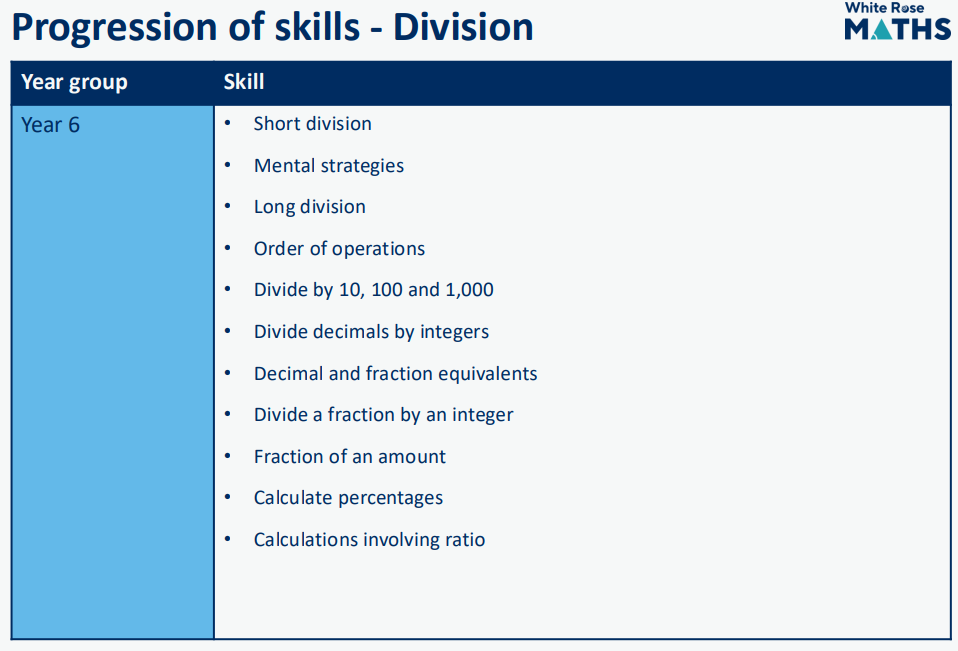 Progression of skills - Division
White Rose
MATHS
Year group Skill
Year 6
• Short division
• Mental strategies
• Long division
• Order of operations
• Divide by 10, 100 and 1,000
• Divide decimals by integers
• Decimal and fraction equivalents
• Divide a fraction by an integer
• Fraction of an amount
• Calculate percentages
• Calculations involving ratio